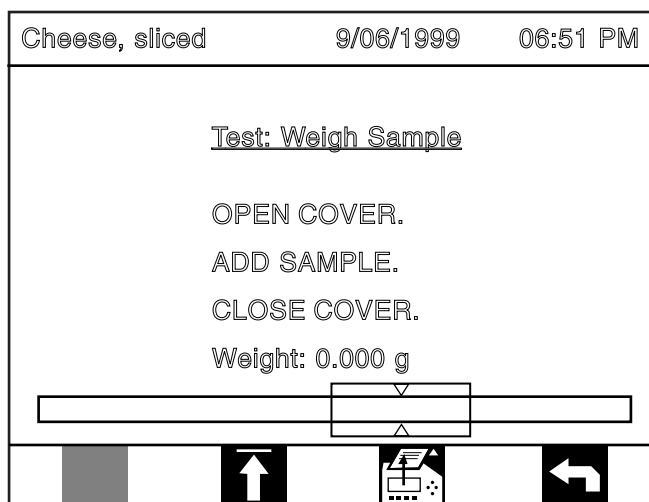 Cheese, sliced 9/06/1999 06:51 PM
Test: Weigh Sample
OPEN COVER.
ADD SAMPLE.
CLOSE COVER.
Weight: 0.000 g